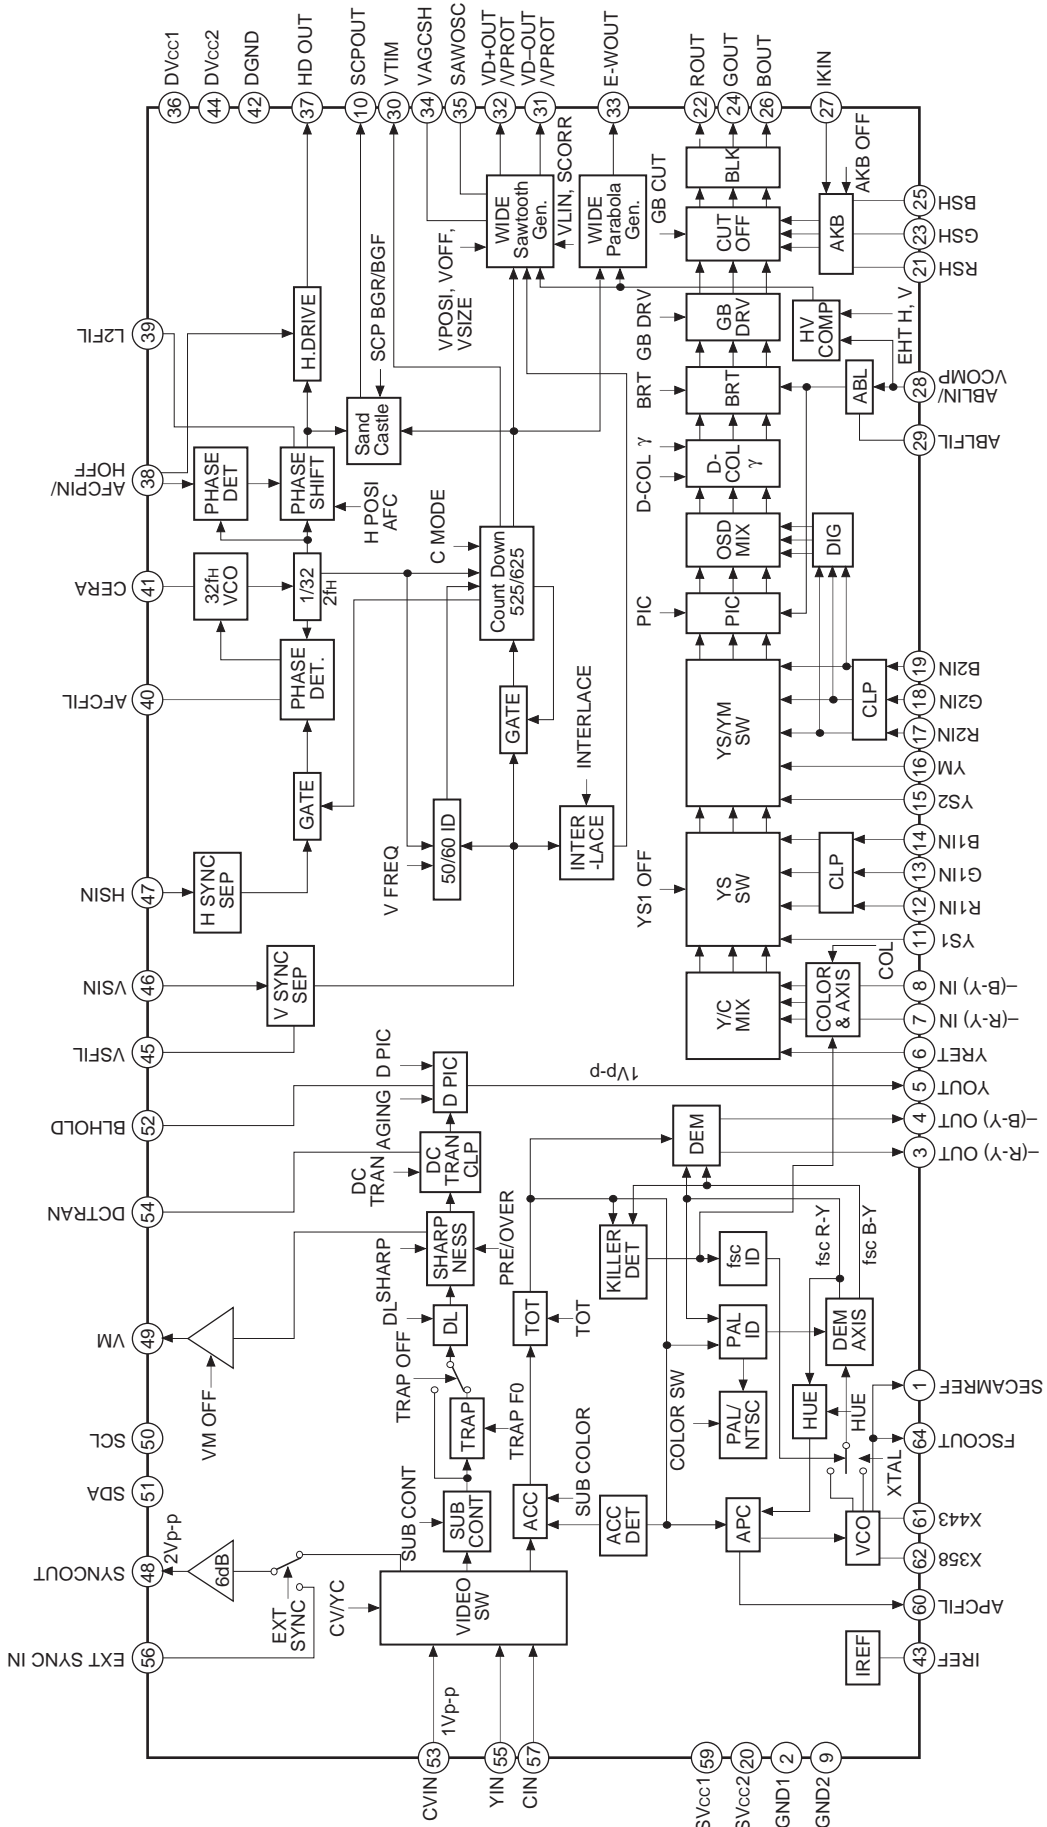 DVCC1
36
DVCC2
44
DGND
42
HD OUT
37
SCPOUT
10
VTIM
30
VAGCSH
34
SAWOSC
35
VD+OUT
/VPROT
32
VD–OUT
/VPROT
31
E-WOUT
33
ROUT
22
GOUT
24
BOUT
26
IKIN
27
L2FIL
39
AFCPIN/
HOFF
38
CERA
41
AFCFIL
40
HSIN
47
VSIN
46
VSFIL
45
BLHOLD
52
DCTRAN
54
VM
49
SCL
50
SDA
51
SYNCOUT
48
2Vp-p
EXT SYNC IN
56
H.DRIVE
PHASE
DET
PHASE
SHIFT
H POSI
AFC
32fH
VCO
1/32
2fH
PHASE
DET.
GATE
H SYNC
SEP
V SYNC
SEP
Sand
Castle
SCP BGR/BGF
C MODE
Count Down
525/625
GATE
50/60 ID
V FREQ
INTER
-LACE
INTERLACE
VPOSI, VOFF,
VSIZE
WIDE
Sawtooth
Gen.
VLIN, SCORR
WIDE
Parabola
Gen.
GB CUT
BLK
CUT
OFF
AKB
AKB OFF
GB DRV
GB
DRV
HV
COMP
EHT H, V
BRT
BRT
ABL
D-COL γ
D-
COL
γ
OSD
MIX
DIG
PIC
PIC
YS/YM
SW
CLP
YS1 OFF
YS
SW
CLP
Y/C
MIX
COLOR
& AXIS
COL
1Vp-p
D PIC
D PIC
AGING
DC
TRAN
DC
TRAN
CLP
SHARP
SHARP
NESS
PRE/OVER
DL
DL
TRAP OFF
TRAP
TRAP F0
VM OFF
SUB CONT
SUB
CONT
6dB
EXT
SYNC
CV/YC
VIDEO
SW
TOT
TOT
ACC
SUB COLOR
ACC
DET
DEM
KILLER
DET
fsc
ID
PAL
ID
COLOR SW
PAL/
NTSC
fsc R-Y
fsc B-Y
DEM
AXIS
HUE
HUE
XTAL
APC
VCO
IREF
BSH
25
GSH
23
RSH
21
ABLIN/
VCOMP
28
ABLFIL
29
B2IN
19
G2IN
18
R2IN
17
YM
16
YS2
15
B1IN
14
G1IN
13
R1IN
12
YS1
11
–(B-Y) IN
8
–(R-Y) IN
7
YRET
6
YOUT
5
–(B-Y) OUT
4
–(R-Y) OUT
3
SECAMREF
1
FSCOUT
64
X443
61
X358
62
APCFIL
60
IREF
43
CVIN
53
1Vp-p
YIN
55
CIN
57
SVCC1
59
SVCC2
20
GND1
2
GND2
9